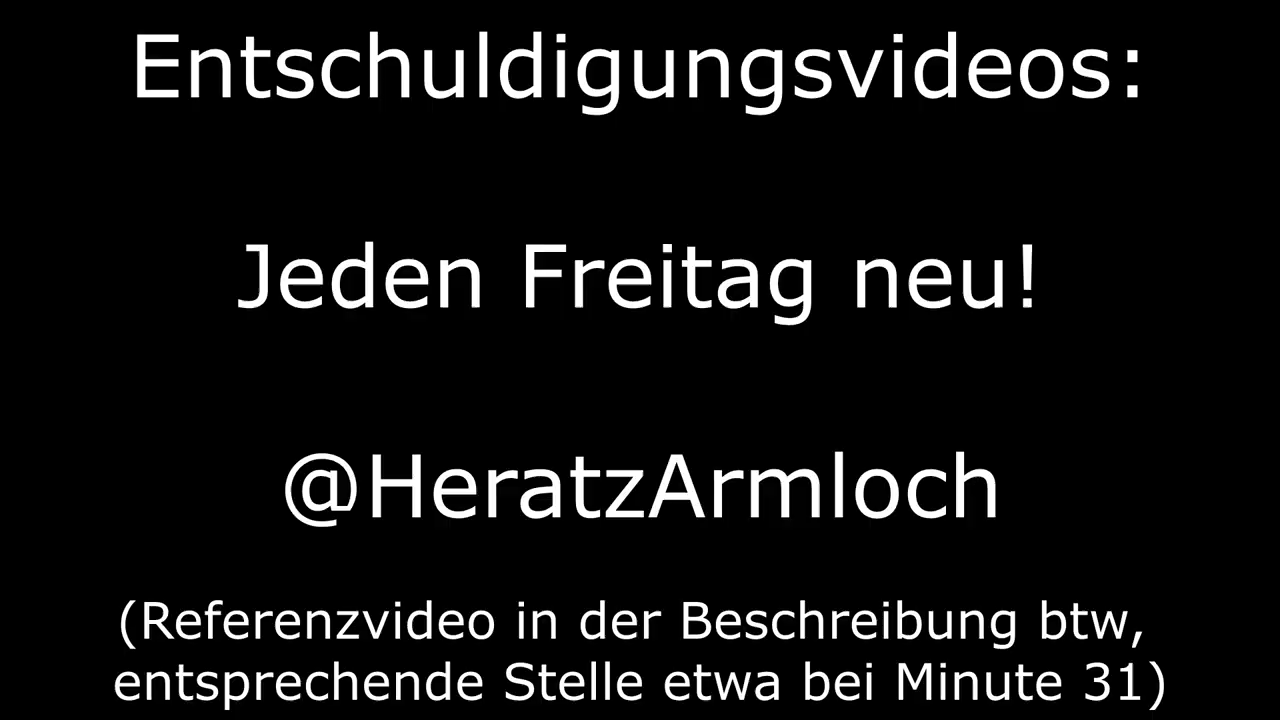 Entschuldigungsvideos:
Jeden Freitag neu!
@HeratzArmloch
(Referenzvideo in der Beschreibung btw,
entsprechende Stelle etwa bei Minute 31)